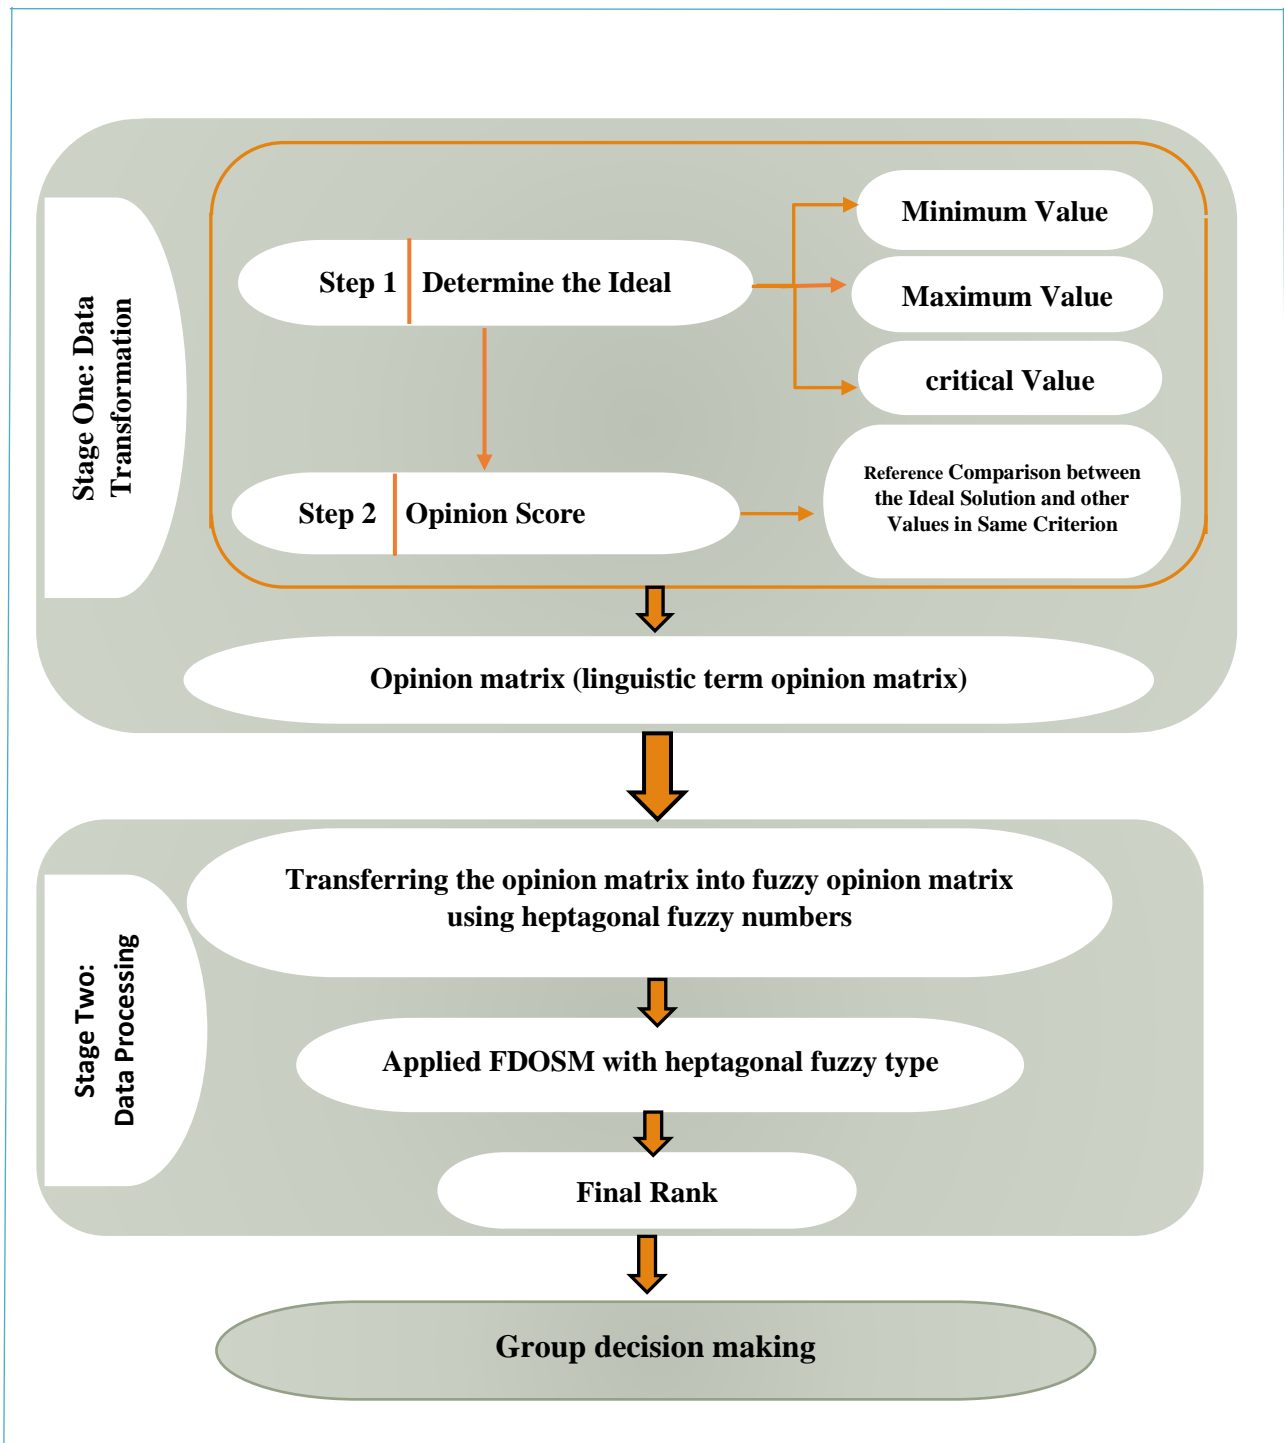 Stage One: Data
Transformation
Step 1 Determine the Ideal
Minimum Value
Maximum Value
critical Value
Step 2 Opinion Score
Reference Comparison between
the Ideal Solution and other
Values in Same Criterion
Opinion matrix (linguistic term opinion matrix)
Stage Two:
Data Processing
Transferring the opinion matrix into fuzzy opinion matrix
using heptagonal fuzzy numbers
Applied FDOSM with heptagonal fuzzy type
Final Rank
Group decision making